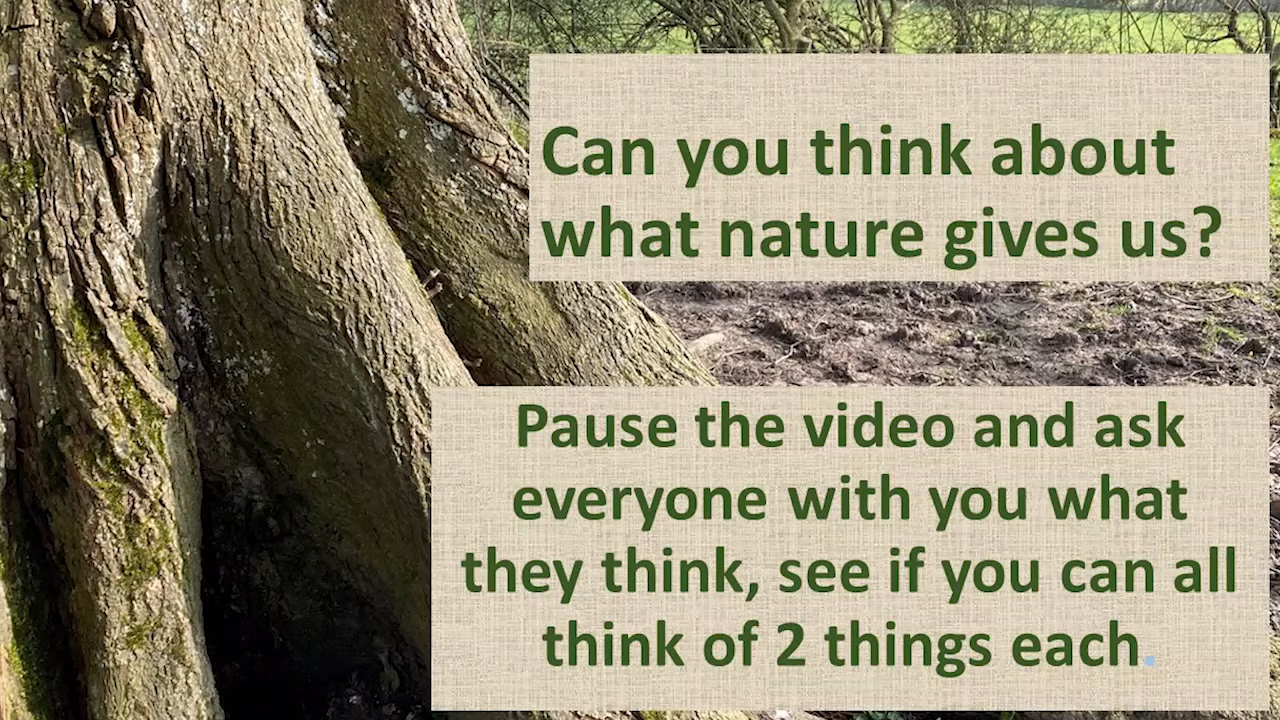 Can you think about
what nature gives us?
Pause the video and ask
everyone with you what
they think, see if you can all
think of 2 things each.